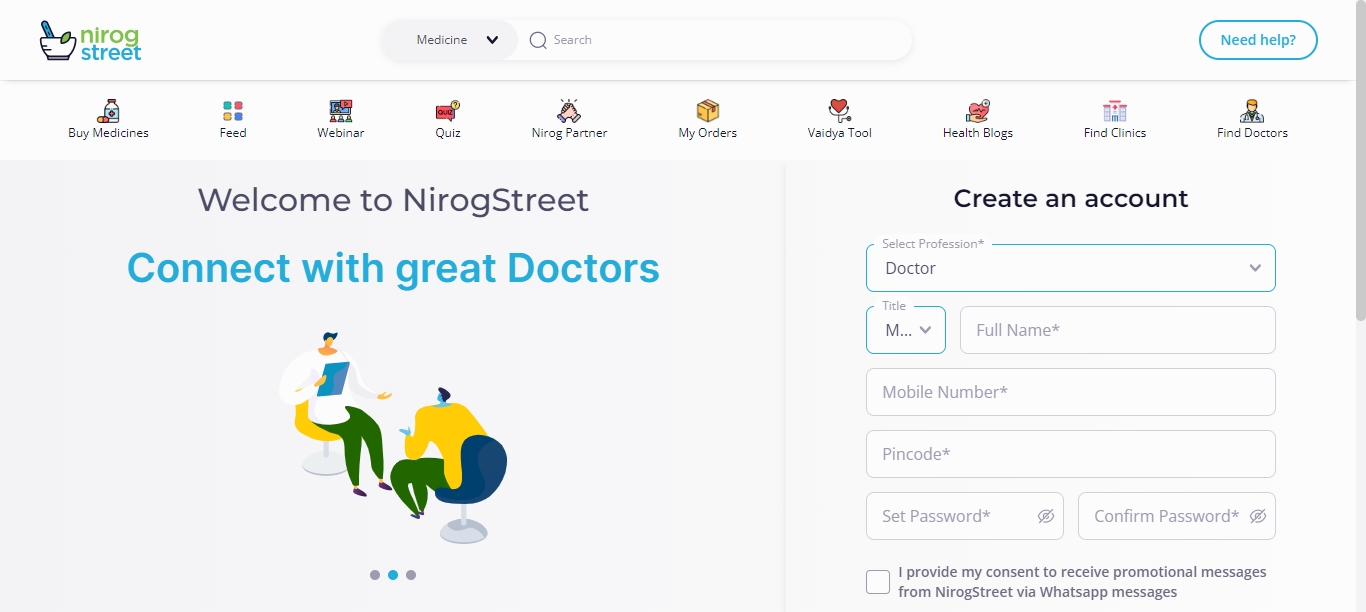 nirog
street
Medicine
Search
Need help?
Buy Medicines
Feed
QUIZ
?
Webinar
Quiz
Nirog Partner
My Orders
Vaidya Tool
Health Blogs
Find Clinics
Find Doctors
Welcome to NirogStreet
Connect with great Doctors
Create an account
Select Profession*
Doctor
Title
M...
Full Name*
Mobile Number*
Pincode*
Set Password*
Confirm Password*
I provide my consent to receive promotional messages
from NirogStreet via Whatsapp messages